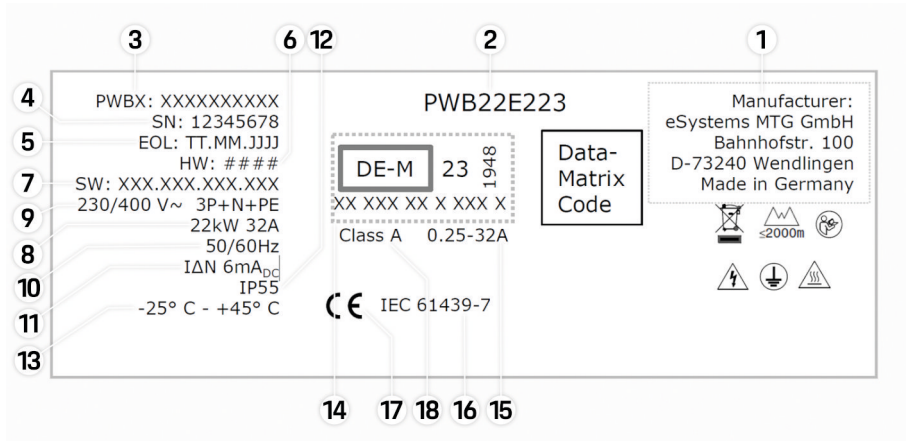 3
6
12
2
1
4
PWBX: XXXXXXXXXX
SN: 12345678
5
EOL: TT.MM.JJJJ
HW: ####
7
SW: XXX.XXX.XXX.XXX
9
230/400 V~ 3P+N+PE
8
22kW 32A
50/60Hz
10
IΔN 6mADC
IP55
11
-25° C - +45° C
13
PWB22E223
DE-M 23 1948
XX XXX XX X XXX X
Class A 0.25-32A
CE IEC 61439-7
Data-
Matrix
Code
Manufacturer:
eSystems MTG GmbH
Bahnhofstr. 100
D-73240 Wendlingen
Made in Germany
≤2000m
14
17
18
16
15